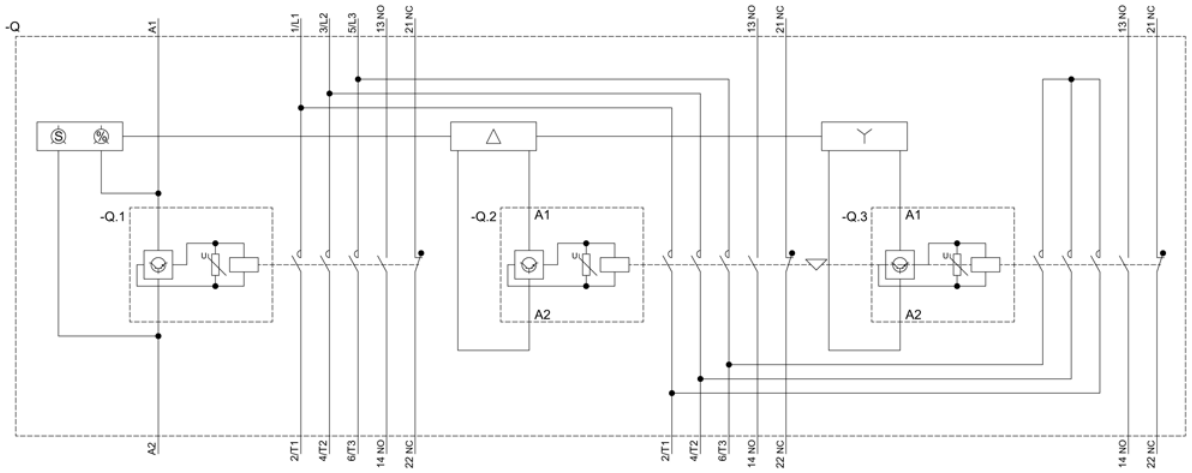 -Q
A1
1/L1
3/L2
5/L3
13 NO
21 NC
13 NO
21 NC
13 NO
21 NC
S
%
-Q.1
U
-Q.2
A1
U
A2
-Q.3
A1
U
A2
A2
2/T1
4/T2
6/T3
14 NO
22 NC
2/T1
4/T2
6/T3
14 NO
22 NC
14 NO
22 NC